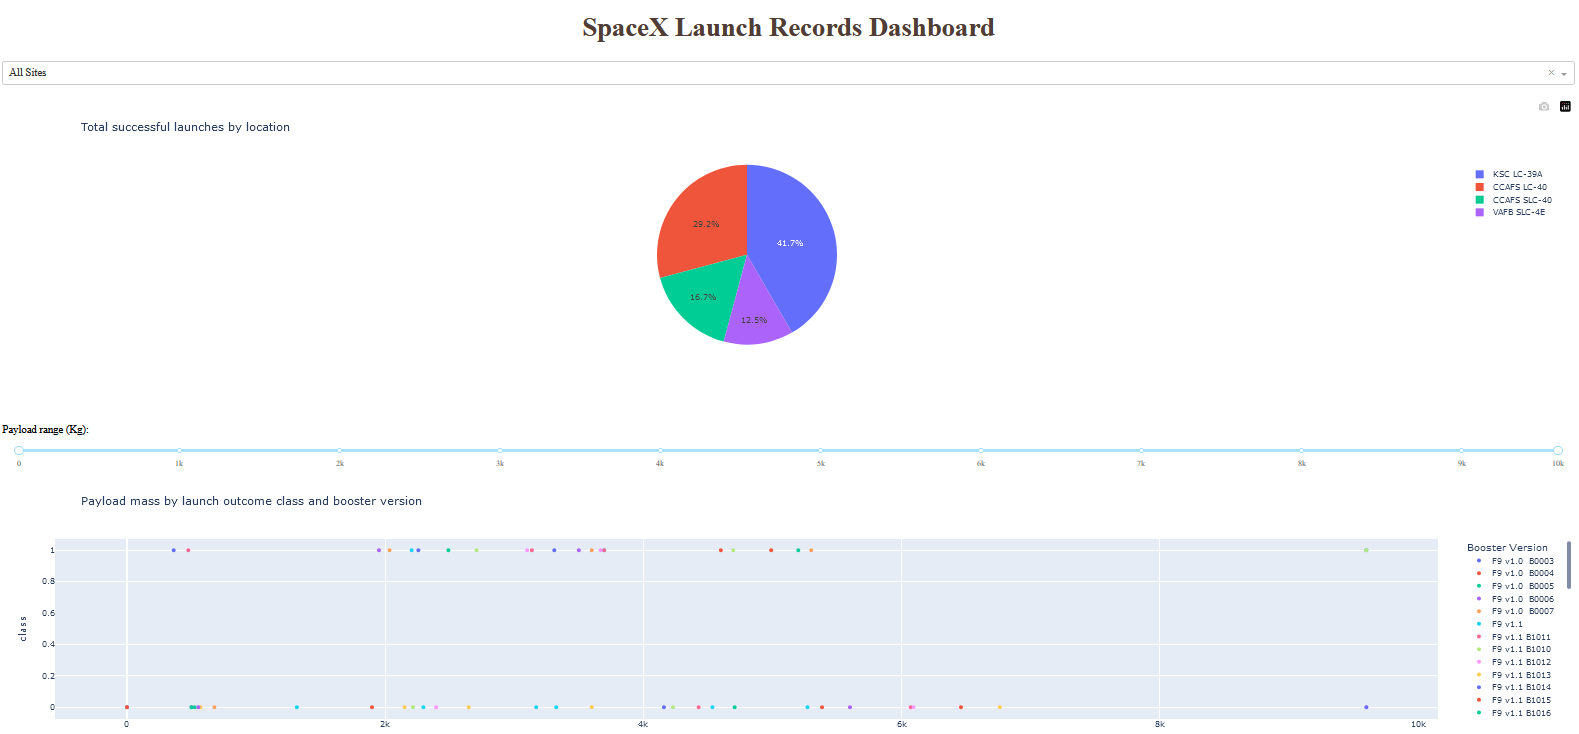 SpaceX Launch Records Dashboard
All Sites
Total successful launches by location
KSC LC-39A
CCAFS LC-40
CCAFS SLC-40
VAFB SLC-4E
29.2%
41.7%
16.7%
12.5%
Payload range (Kg):
0 1k 2k 3k 4k 5k 6k 7k 8k 9k 10k
Payload mass by launch outcome class and booster version
class
1
0.8
0.6
0.4
0.2
0
0 2k 4k 6k 8k 10k
Booster Version
F9 v1.0 B0003
F9 v1.0 B0004
F9 v1.0 B0005
F9 v1.0 B0006
F9 v1.0 B0007
F9 v1.1
F9 v1.1 B1011
F9 v1.1 B1010
F9 v1.1 B1012
F9 v1.1 B1013
F9 v1.1 B1014
F9 v1.1 B1015
F9 v1.1 B1016